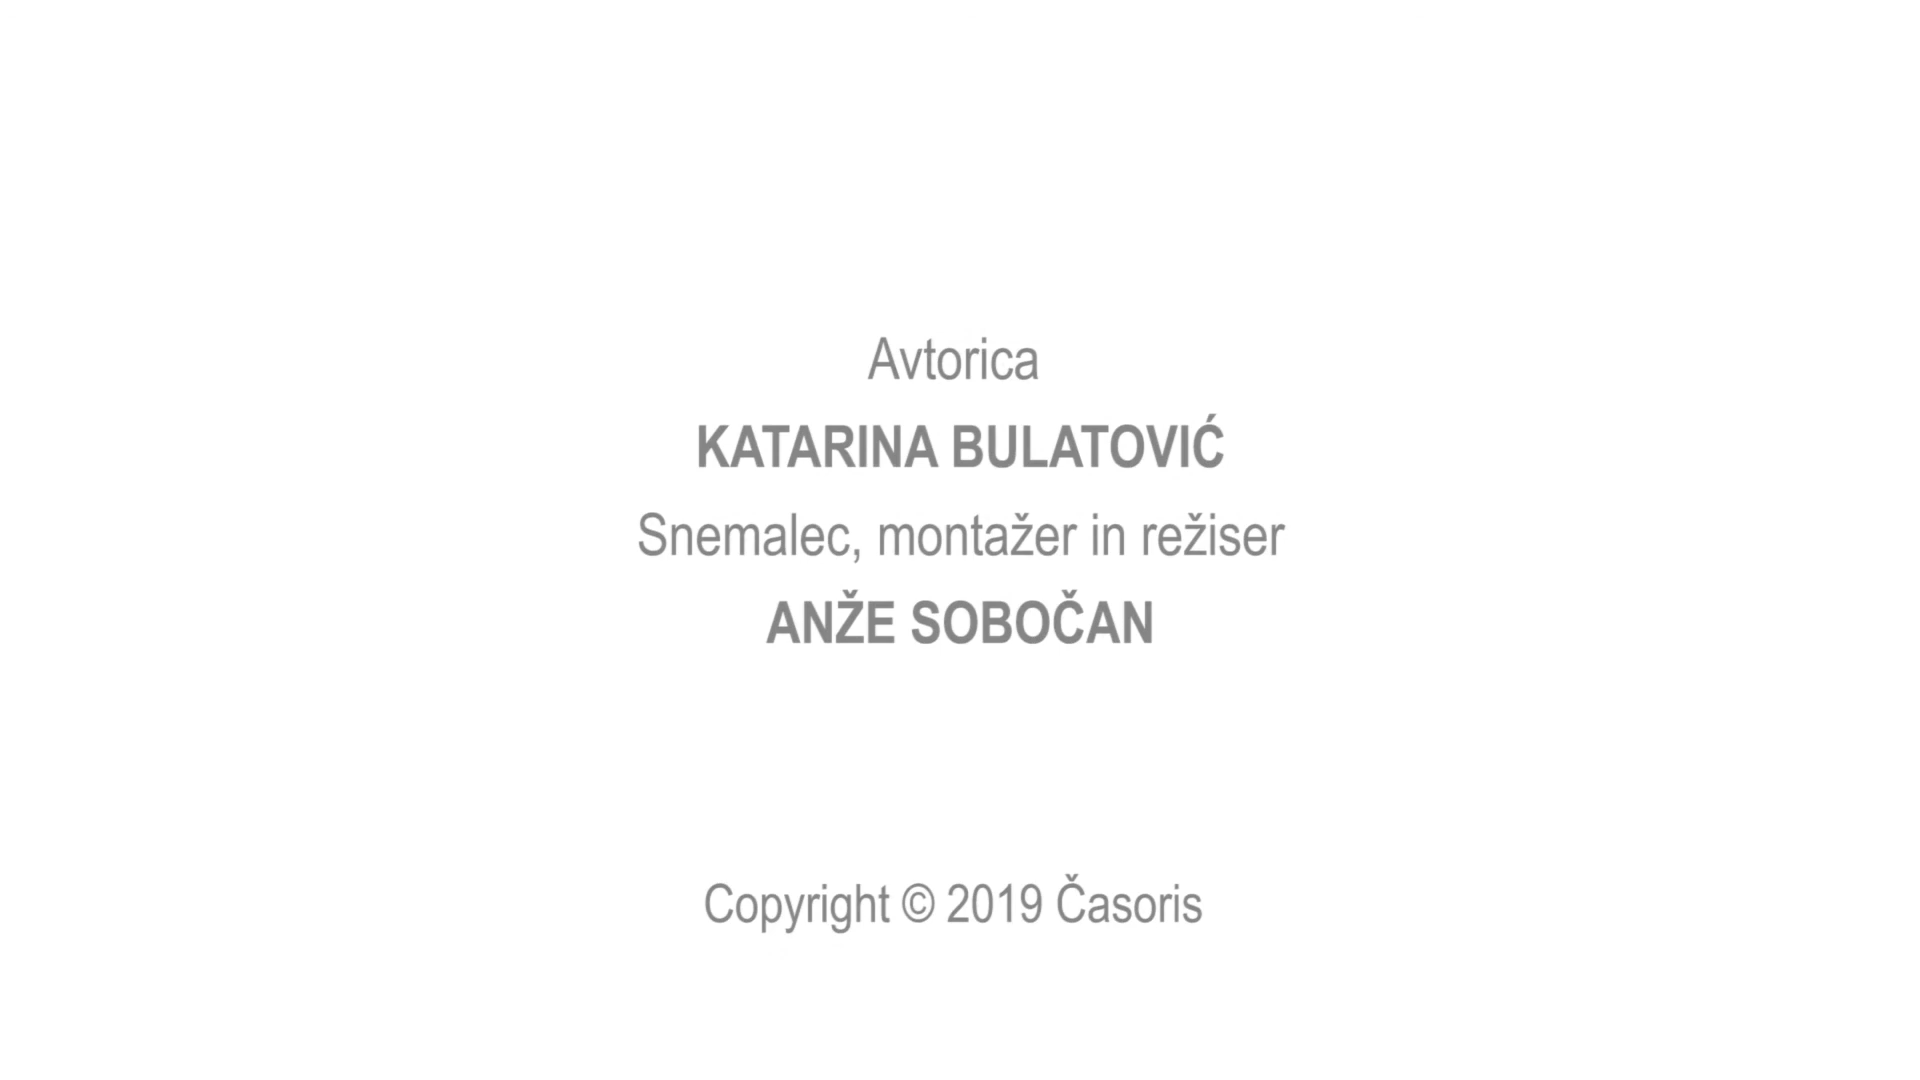 Avtorica
KATARINA BULATOVIĆ
Snemalec, montažer in režiser
ANŽE SOBOČAN
Copyright © 2019 Časoris